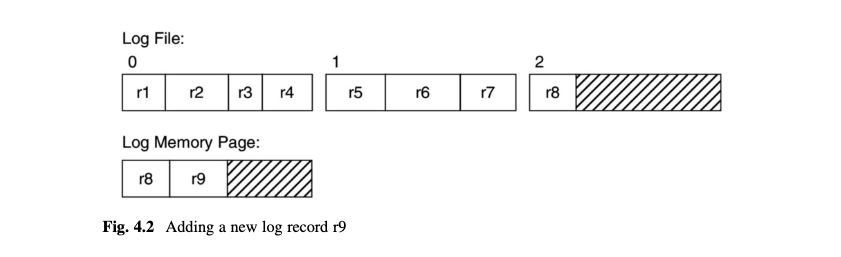 Log File:
0 1 2
r1 r2 r3 r4 r5 r6 r7 r8
Log Memory Page:
r8 r9
Fig. 4.2 Adding a new log record r9